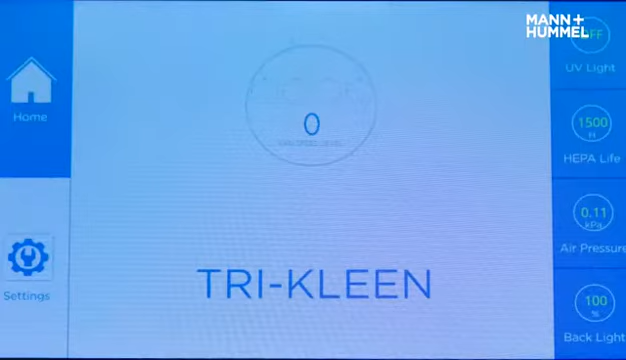 MANN+
HUMMEL
Home
Settings
0
TRI-KLEEN
UV Light
1500
H
HEPA Life
0.11
kPa
Air Pressure
100
%
Back Light